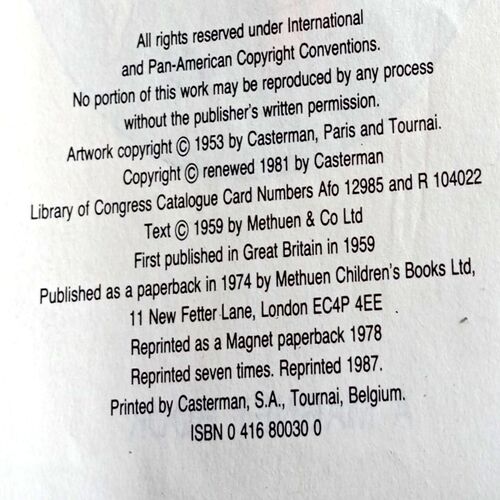 All rights reserved under International
and Pan-American Copyright Conventions.
No portion of this work may be reproduced by any process
without the publisher's written permission.
Artwork copyright © 1953 by Casterman, Paris and Tournai.
Copyright © renewed 1981 by Casterman
Library of Congress Catalogue Card Numbers Afo 12985 and R 104022
Text © 1959 by Methuen & Co Ltd
First published in Great Britain in 1959
Published as a paperback in 1974 by Methuen Children's Books Ltd,
11 New Fetter Lane, London EC4P 4EE
Reprinted as a Magnet paperback 1978
Reprinted seven times. Reprinted 1987.
Printed by Casterman, S.A., Tournai, Belgium.
ISBN 0 416 80030 0